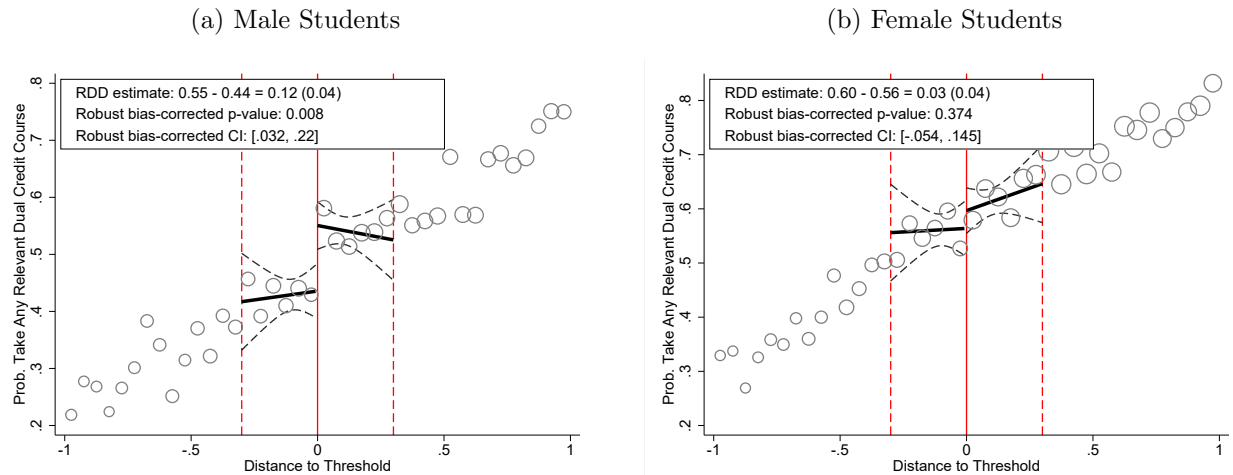 (a) Male Students
RDD estimate: 0.55 - 0.44 = 0.12 (0.04)
Robust bias-corrected p-value: 0.008
Robust bias-corrected CI: [.032, .22]
Prob. Take Any Relevant Dual Credit Course
.8
.7
.6
.5
.4
.3
.2
-1
-.5
0
.5
1
Distance to Threshold
(b) Female Students
RDD estimate: 0.60 - 0.56 = 0.03 (0.04)
Robust bias-corrected p-value: 0.374
Robust bias-corrected CI: [-.054, .145]
Prob. Take Any Relevant Dual Credit Course
.8
.7
.6
.5
.4
.3
.2
-1
-.5
0
.5
1
Distance to Threshold